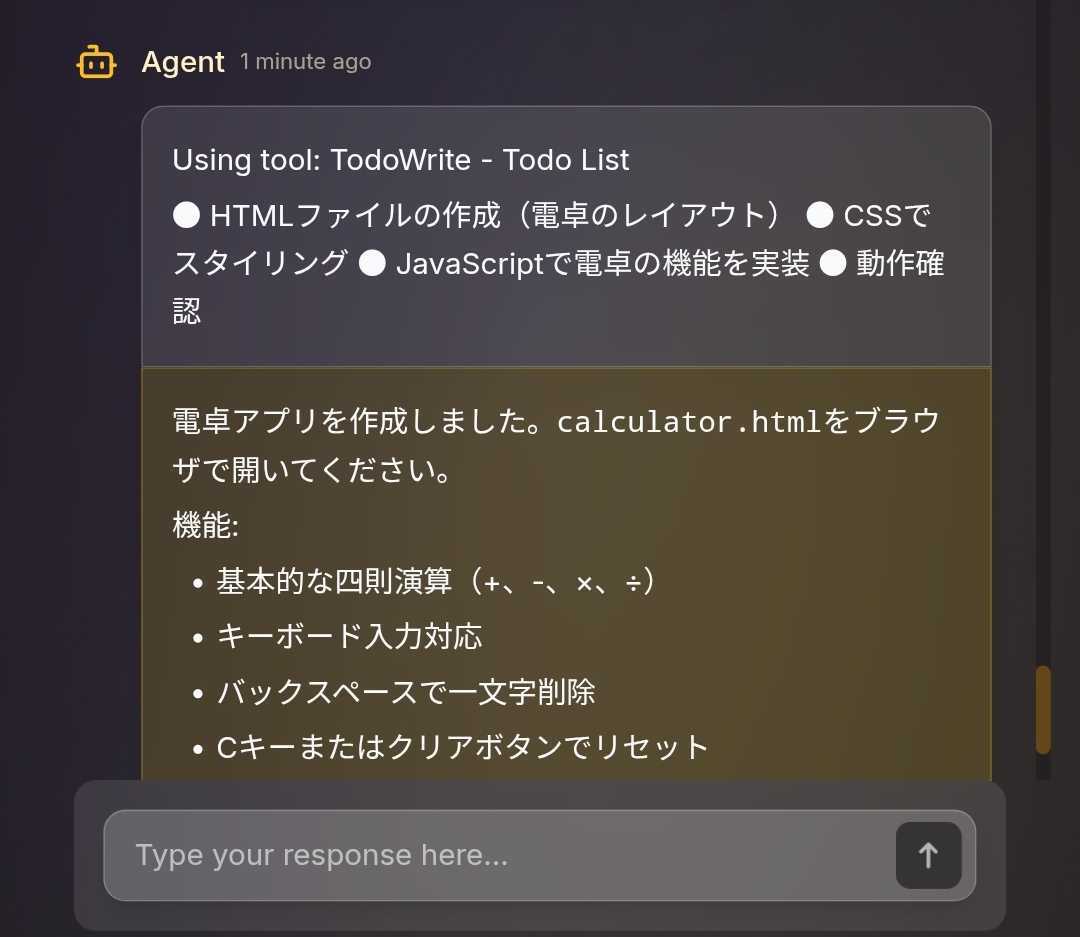 Agent 1 minute ago
Using tool: TodoWrite - Todo List
● HTMLファイルの作成（電卓のレイアウト） ● CSSで
スタイリング ● JavaScriptで電卓の機能を実装 ● 動作確
認
電卓アプリを作成しました。calculator.htmlをブラウ
ザで開いてください。
機能:
• 基本的な四則演算（+、-、×、÷）
• キーボード入力対応
• バックスペースで一文字削除
• Cキーまたはクリアボタンでリセット
Type your response here...